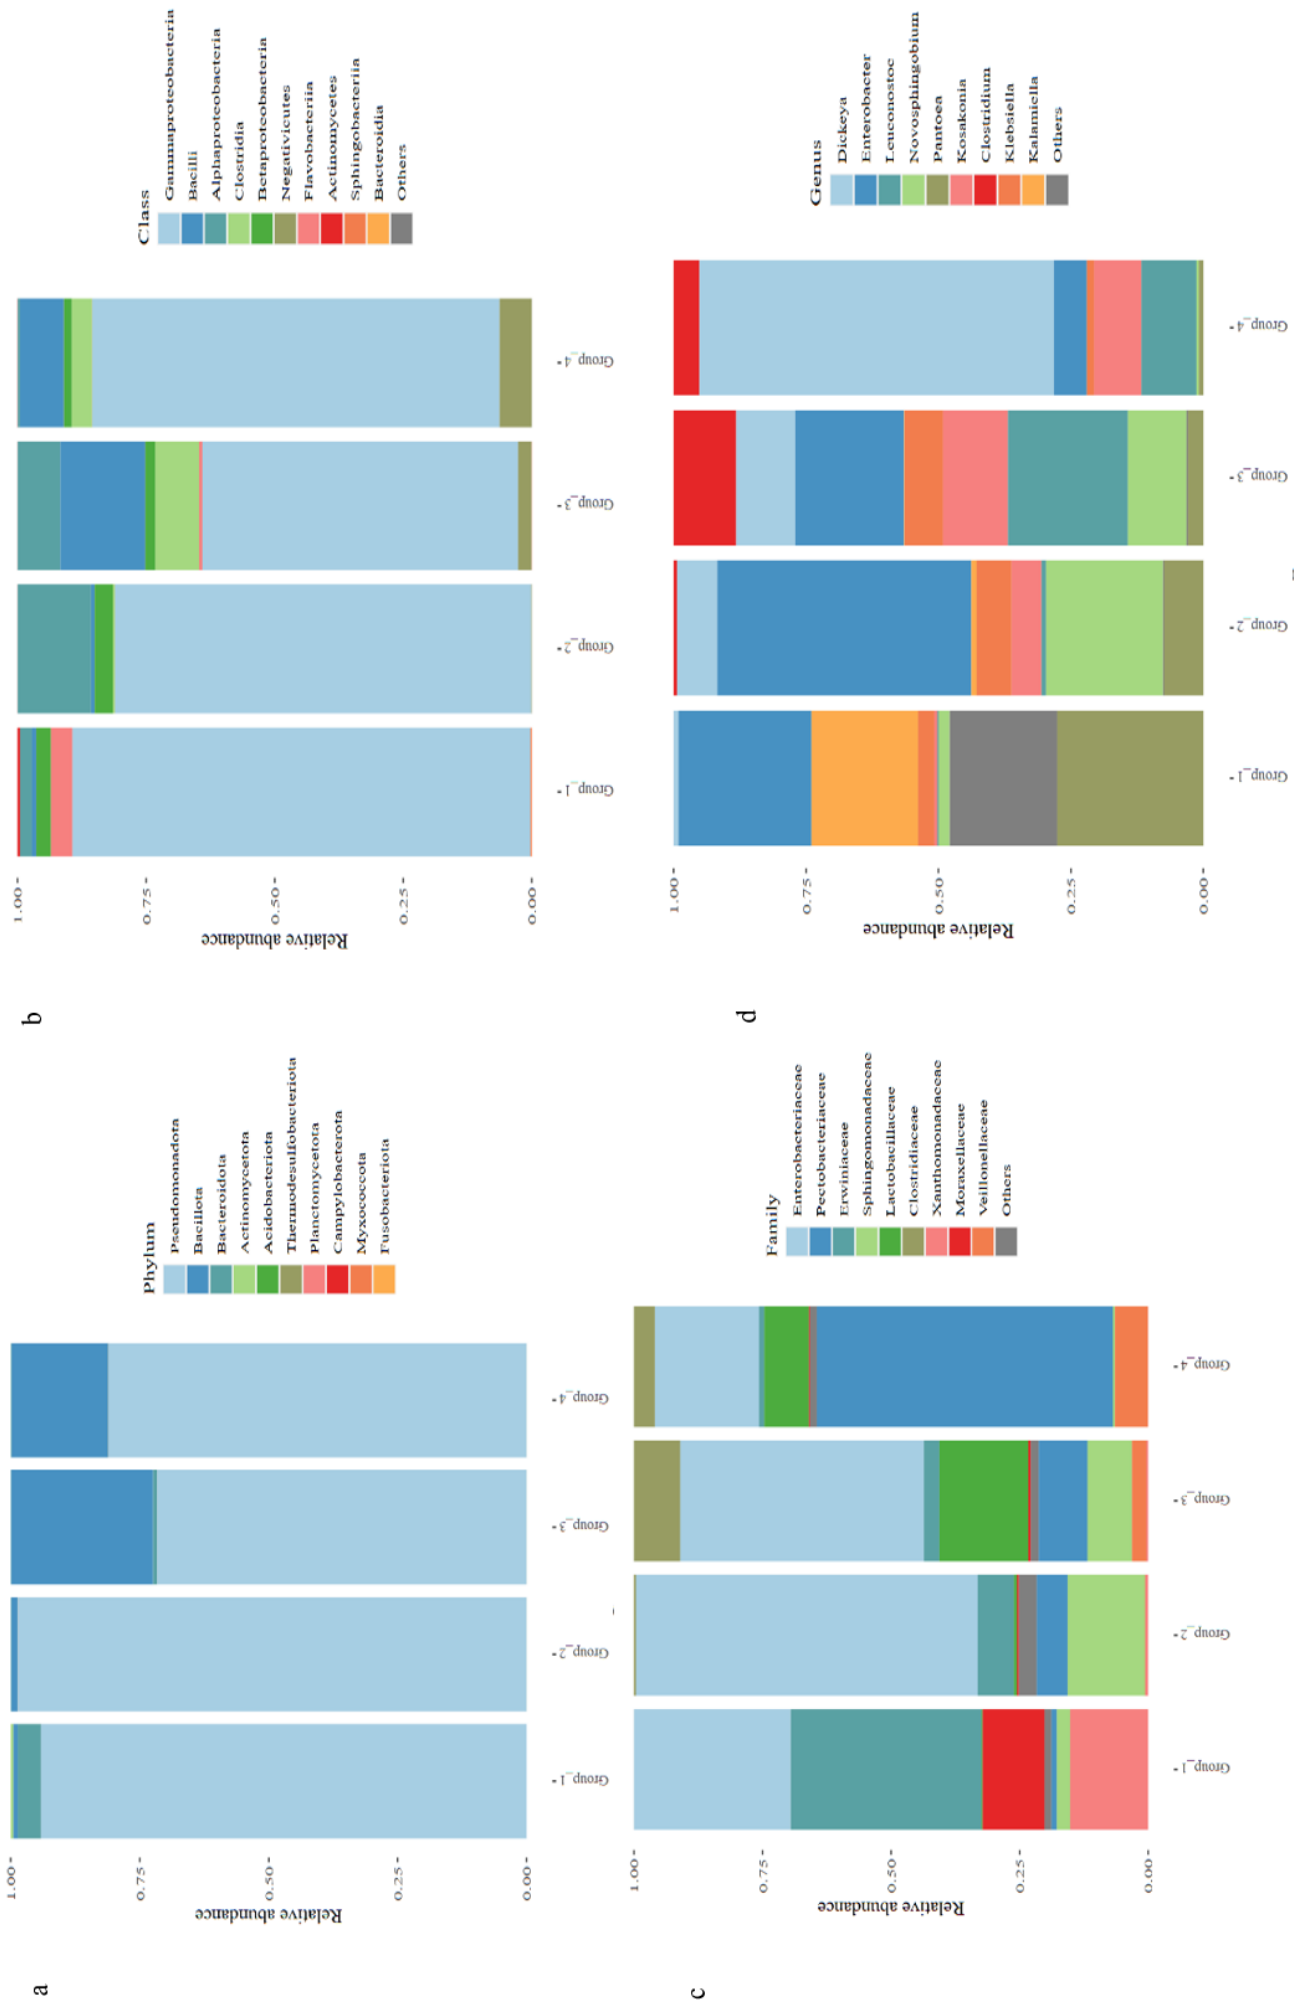 a
Relative abundance
1.00
0.75
0.50
0.25
0.00
Group_1
Group_2
Group_3
Group_4
Phylum
Pseudomonadota
Bacillota
Bacteroidota
Actinomycetota
Acidobacteriota
Thermodesulfobacteriota
Planctomycetota
Campylobacterota
Myxococcota
Fusobacteriota
b
Relative abundance
1.00
0.75
0.50
0.25
0.00
Group_1
Group_2
Group_3
Group_4
Class
Gammaproteobacteria
Bacilli
Alphaproteobacteria
Clostridia
Betaproteobacteria
Negativicutes
Flavobacteriia
Actinomycetes
Sphingobacteriia
Bacteroidia
Others
c
Relative abundance
1.00
0.75
0.50
0.25
0.00
Group_1
Group_2
Group_3
Group_4
Family
Enterobacteriaceae
Pectobacteriaceae
Erwiniaceae
Sphingomonadaceae
Lactobacillaceae
Clostridiaceae
Xanthomonadaceae
Moraxellaceae
Veillonellaceae
Others
d
Relative abundance
1.00
0.75
0.50
0.25
0.00
Group_1
Group_2
Group_3
Group_4
Genus
Dickeya
Enterobacter
Leuconostoc
Novosphingobium
Pantoea
Kosakonia
Clostridium
Klebsiella
Kalamiella
Others